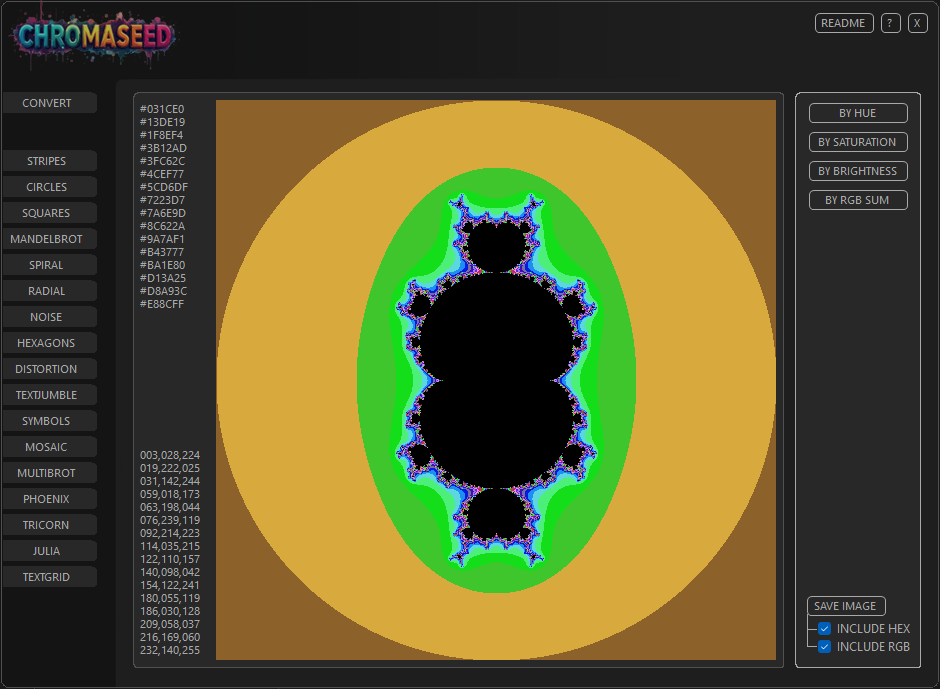 CHROMASEED
README
?
X
CONVERT
STRIPES
CIRCLES
SQUARES
MANDELBROT
SPIRAL
RADIAL
NOISE
HEXAGONS
DISTORTION
TEXTJUMBLE
SYMBOLS
MOSAIC
MULTIBROT
PHOENIX
TRICORN
JULIA
TEXTGRID
#031CE0
#13DE19
#1F8EF4
#3B12AD
#3FC62C
#4CEF77
#5CD6DF
#7223D7
#7A6E9D
#8C622A
#9A7AF1
#B43777
#BA1E80
#D13A25
#D8A93C
#E88CFF
003,028,224
019,222,025
031,142,244
059,018,173
063,198,044
076,239,119
092,214,223
114,035,215
122,110,157
140,098,042
154,122,241
180,055,119
186,030,128
209,058,037
216,169,060
232,140,255
BY HUE
BY SATURATION
BY BRIGHTNESS
BY RGB SUM
SAVE IMAGE
INCLUDE HEX
INCLUDE RGB